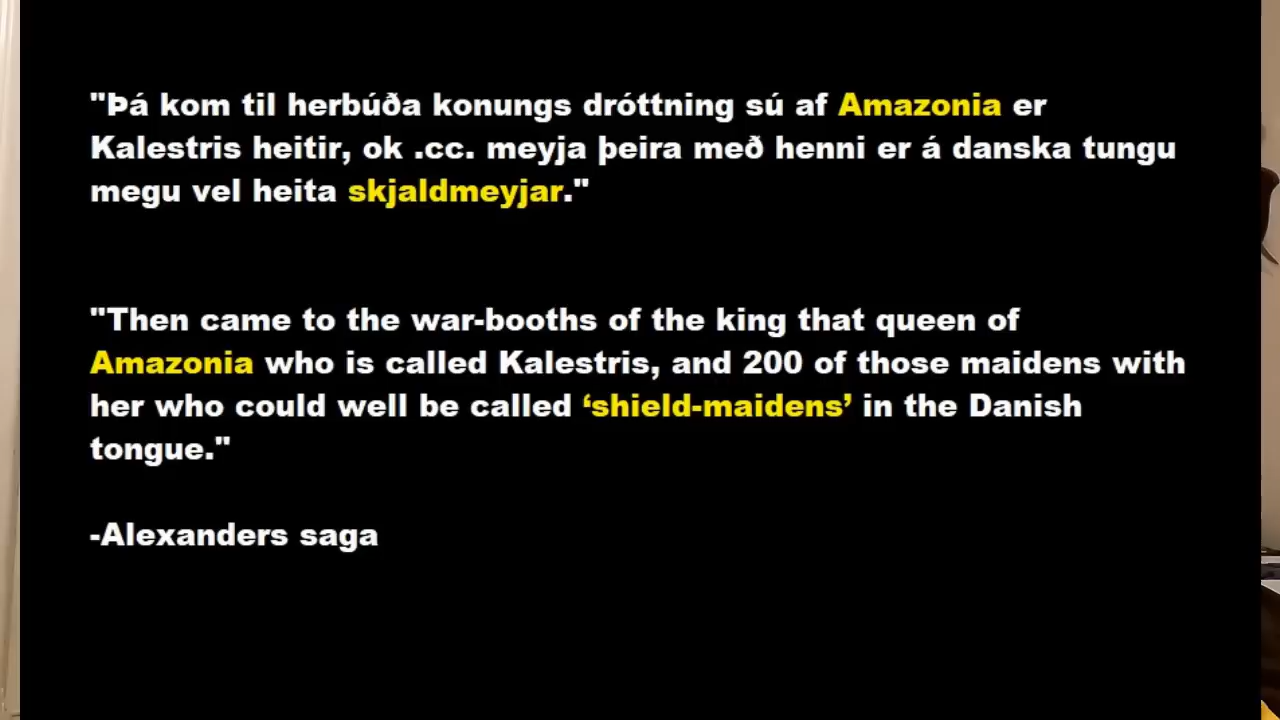 "Þá kom til herbúða konungs dróttning sú af Amazonia er
Kalestris heitir, ok .cc. meyja þeira með henni er á danska tungu
megu vel heita skjaldmeyjar."
"Then came to the war-booths of the king that queen of
Amazonia who is called Kalestris, and 200 of those maidens with
her who could well be called ‘shield-maidens’ in the Danish
tongue."
-Alexanders saga